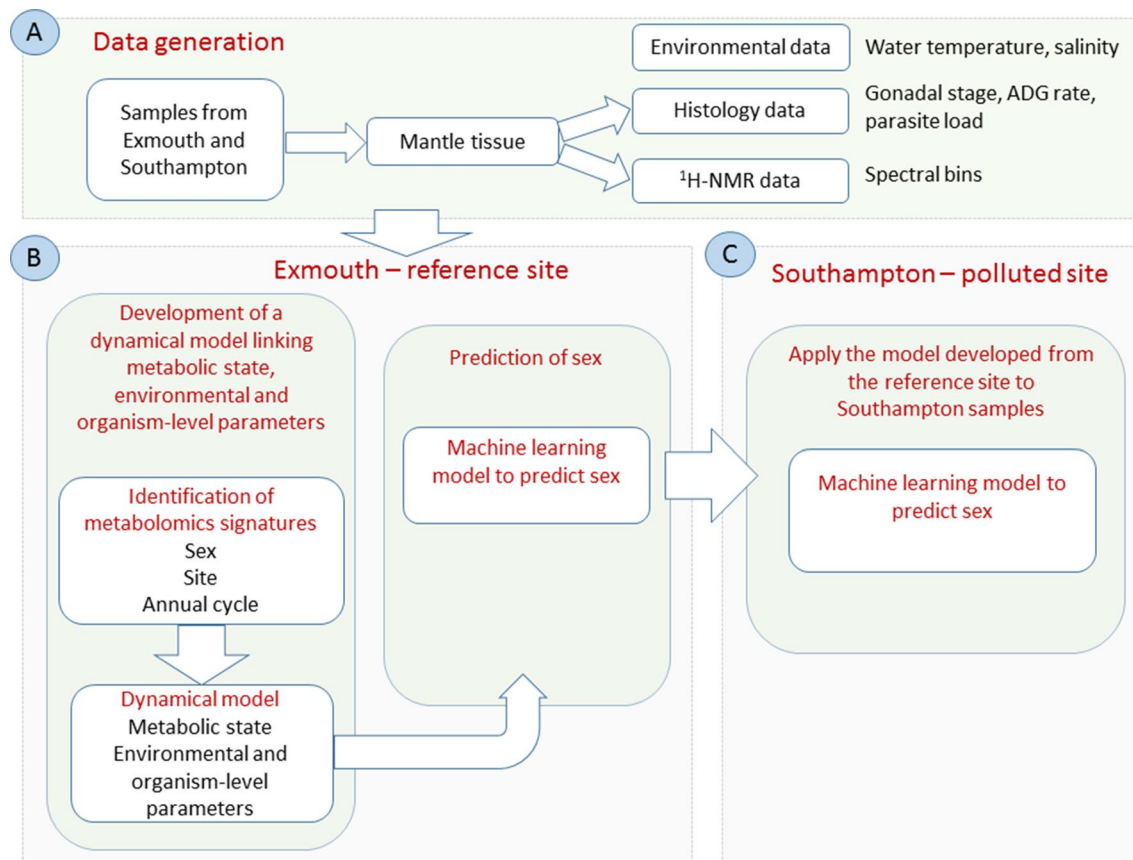 A
Data generation
Samples from
Exmouth and
Southampton
Mantle tissue
Environmental data
Water temperature, salinity
Histology data
Gonadal stage, ADG rate,
parasite load
¹H-NMR data
Spectral bins
B
Exmouth – reference site
Development of a
dynamical model linking
metabolic state,
environmental and
organism-level parameters
Identification of
metabolomics signatures
Sex
Site
Annual cycle
Dynamical model
Metabolic state
Environmental and
organism-level
parameters
Prediction of sex
Machine learning
model to predict sex
C
Southampton – polluted site
Apply the model developed from
the reference site to
Southampton samples
Machine learning model to
predict sex